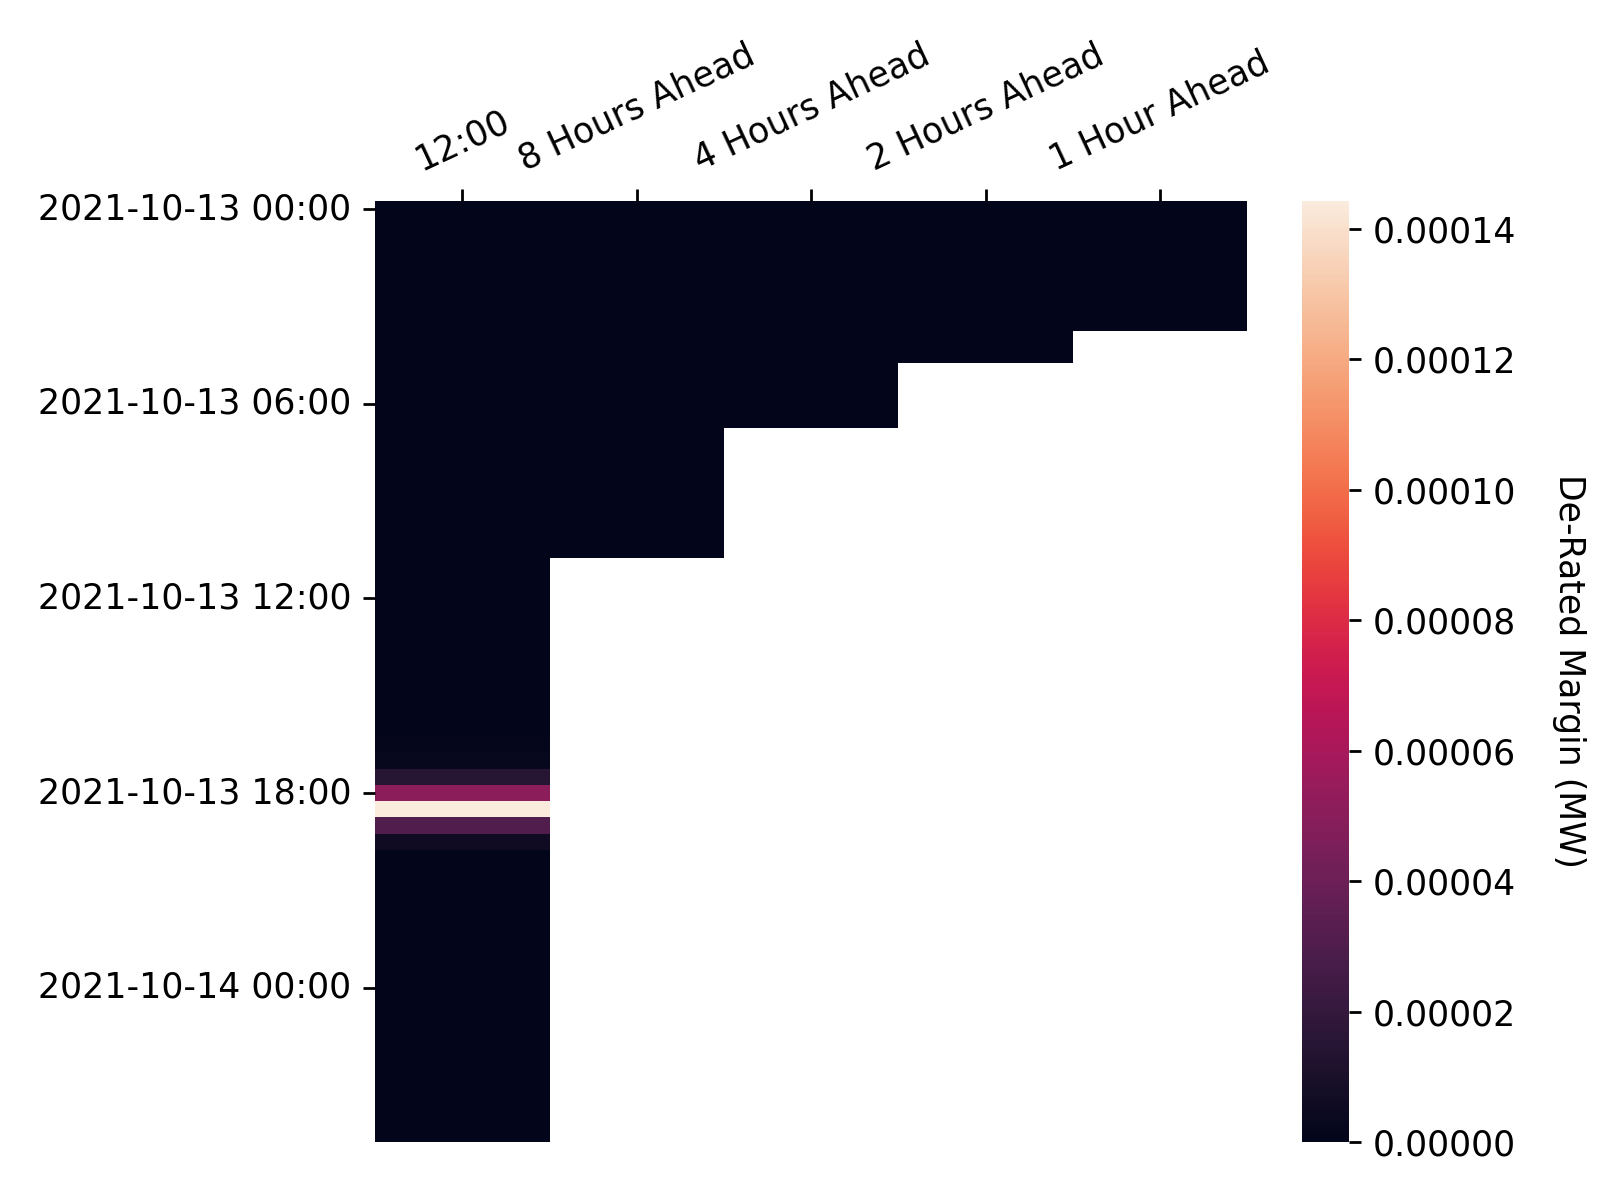 12:00
8 Hours Ahead
4 Hours Ahead
2 Hours Ahead
1 Hour Ahead
2021-10-13 00:00
2021-10-13 06:00
2021-10-13 12:00
2021-10-13 18:00
2021-10-14 00:00
0.00014
0.00012
0.00010
0.00008
0.00006
0.00004
0.00002
0.00000
De-Rated Margin (MW)